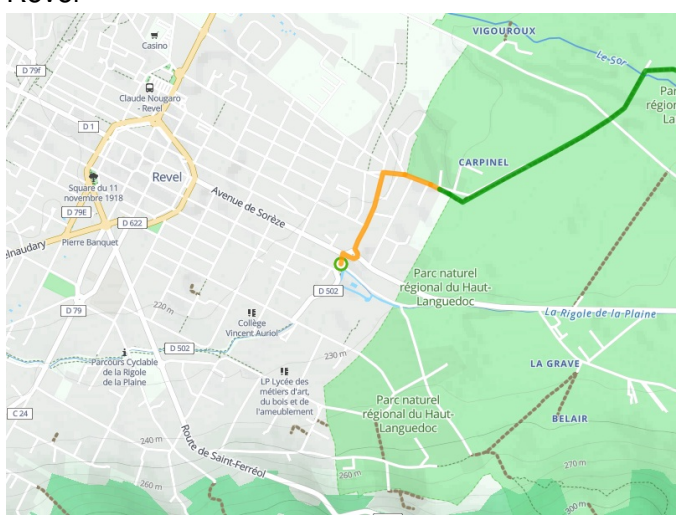 VIGOUROUX
Casino
Le-Sor
D 79f
Claude Nougaro
- Revel
D 1
CARPINEL
Revel
Square du 11
novembre 1918
Avenue de Sorèze
D 79E
D 622
Pierre Banquet
elnaudary
Parc naturel
régional du Haut-
Languedoc
D 502
D 79
220 m
La Rigole de la Plaine
Collège
Vincent Auriol
D 502
230 m
Parcours Cyclable
de la Rigole
de la Plaine
LA GRAVE
LP Lycée des
métiers d'art,
du bois et de
l'ameublement
Parc naturel
régional du Haut-
Languedoc
C 24
BELAIR
240 m
Route de Saint-Ferréol
260 m
260 m
270 m
300 m